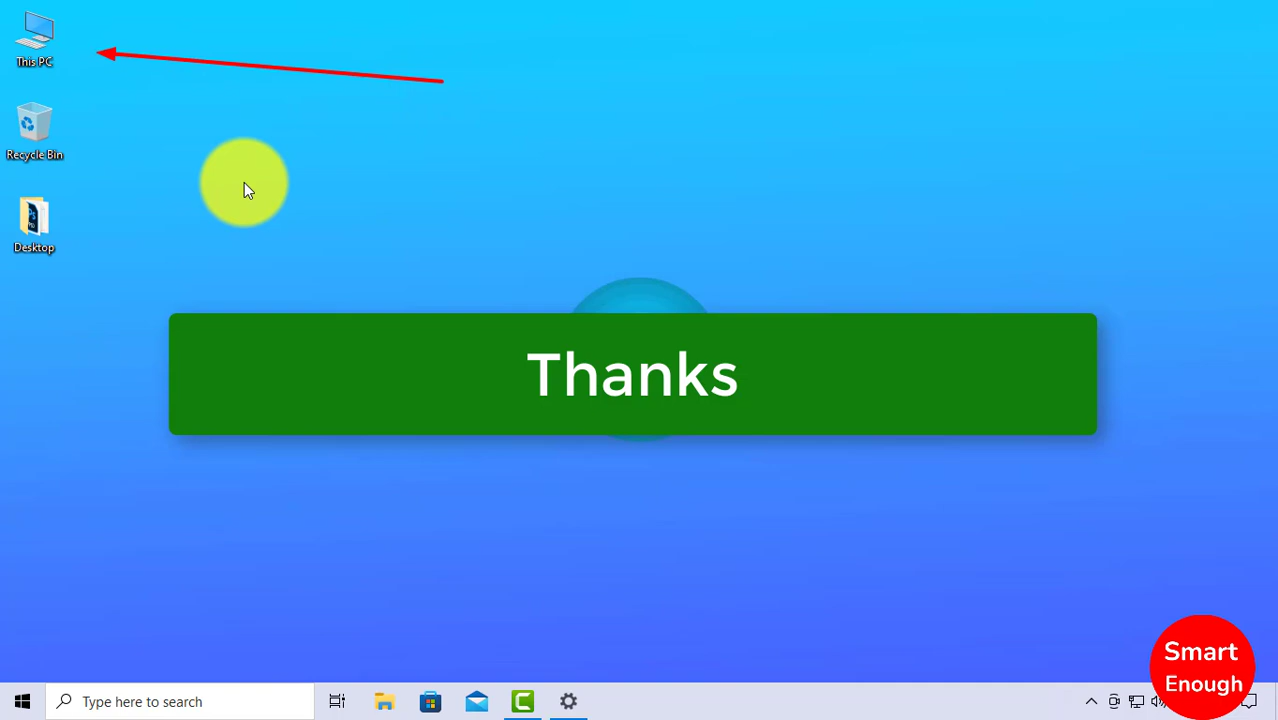 This PC
Recycle Bin
Desktop
Thanks
Smart
Enough
Type here to search